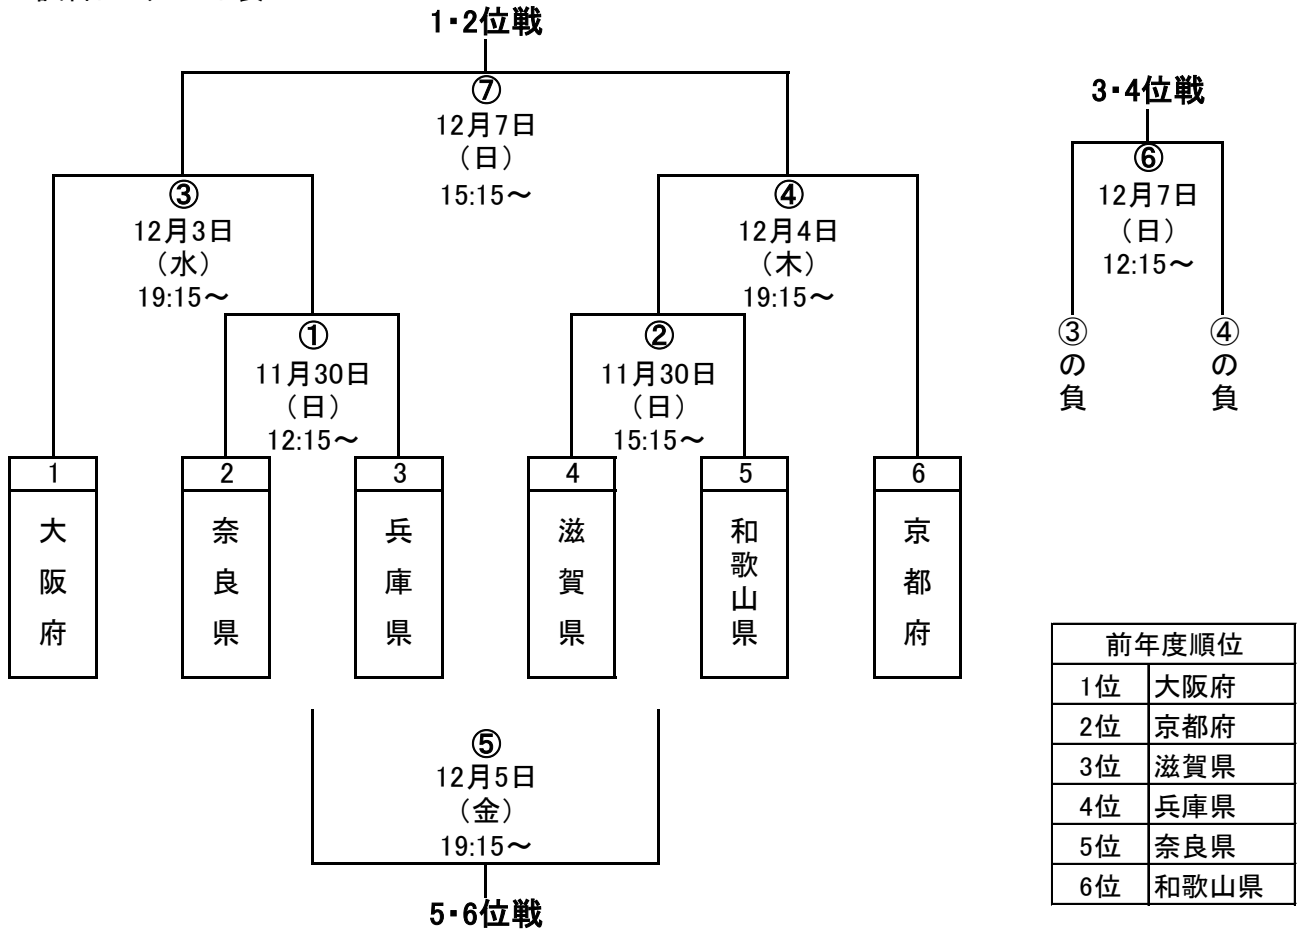 1・2位戦
⑦
12月7日
（日）
15:15～
3・4位戦
⑥
12月7日
（日）
12:15～
③の負
④の負
③
12月3日
（水）
19:15～
④
12月4日
（木）
19:15～
①
11月30日
（日）
12:15～
②
11月30日
（日）
15:15～
1
大阪府
2
奈良県
3
兵庫県
4
滋賀県
5
和歌山県
6
京都府
⑤
12月5日
（金）
19:15～
5・6位戦
前年度順位
1位 大阪府
2位 京都府
3位 滋賀県
4位 兵庫県
5位 奈良県
6位 和歌山県